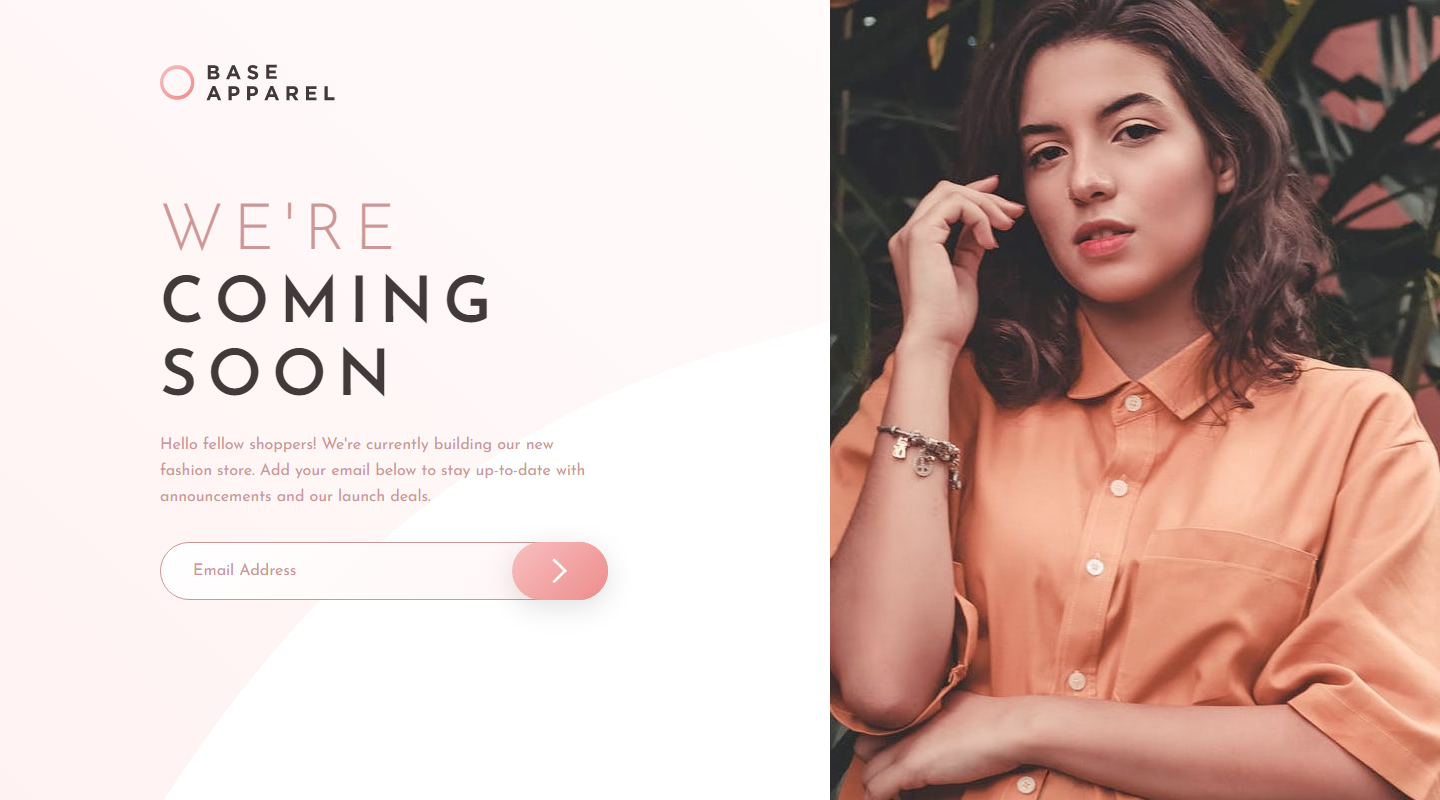 BASE
APPAREL
WE'RE
COMING
SOON
Hello fellow shoppers! We're currently building our new
fashion store. Add your email below to stay up-to-date with
announcements and our launch deals.
Email Address